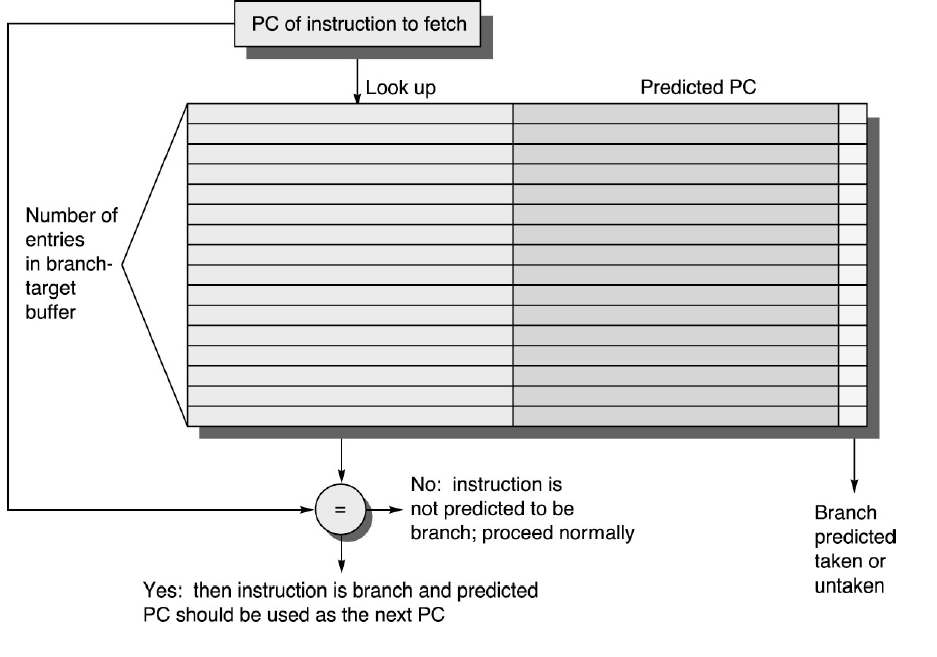 PC of instruction to fetch
Look up
Predicted PC
Number of
entries
in branch-
target
buffer
=
No: instruction is
not predicted to be
branch; proceed normally
Branch
predicted
taken or
untaken
Yes: then instruction is branch and predicted
PC should be used as the next PC